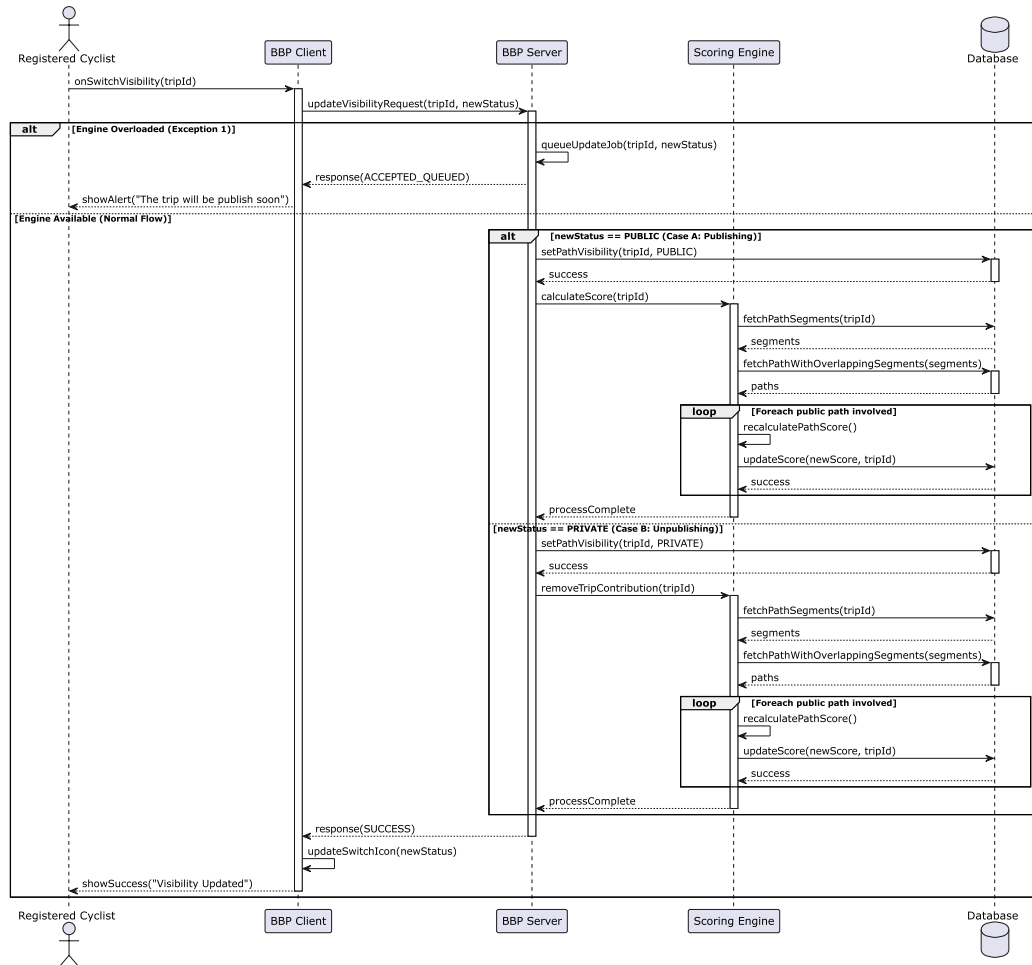 Registered Cyclist
BBP Client
BBP Server
Scoring Engine
Database
onSwitchVisibility(tripId)
updateVisibilityRequest(tripId, newStatus)
alt [Engine Overloaded (Exception 1)]
queueUpdateJob(tripId, newStatus)
response(ACCEPTED_QUEUED)
showAlert("The trip will be publish soon")
[Engine Available (Normal Flow)]
alt [newStatus == PUBLIC (Case A: Publishing)]
setPathVisibility(tripId, PUBLIC)
success
calculateScore(tripId)
fetchPathSegments(tripId)
segments
fetchPathWithOverlappingSegments(segments)
paths
loop [Foreach public path involved]
recalculatePathScore()
updateScore(newScore, tripId)
success
processComplete
[newStatus == PRIVATE (Case B: Unpublishing)]
setPathVisibility(tripId, PRIVATE)
success
removeTripContribution(tripId)
fetchPathSegments(tripId)
segments
fetchPathWithOverlappingSegments(segments)
paths
loop [Foreach public path involved]
recalculatePathScore()
updateScore(newScore, tripId)
success
processComplete
response(SUCCESS)
updateSwitchIcon(newStatus)
showSuccess("Visibility Updated")
Registered Cyclist
BBP Client
BBP Server
Scoring Engine
Database